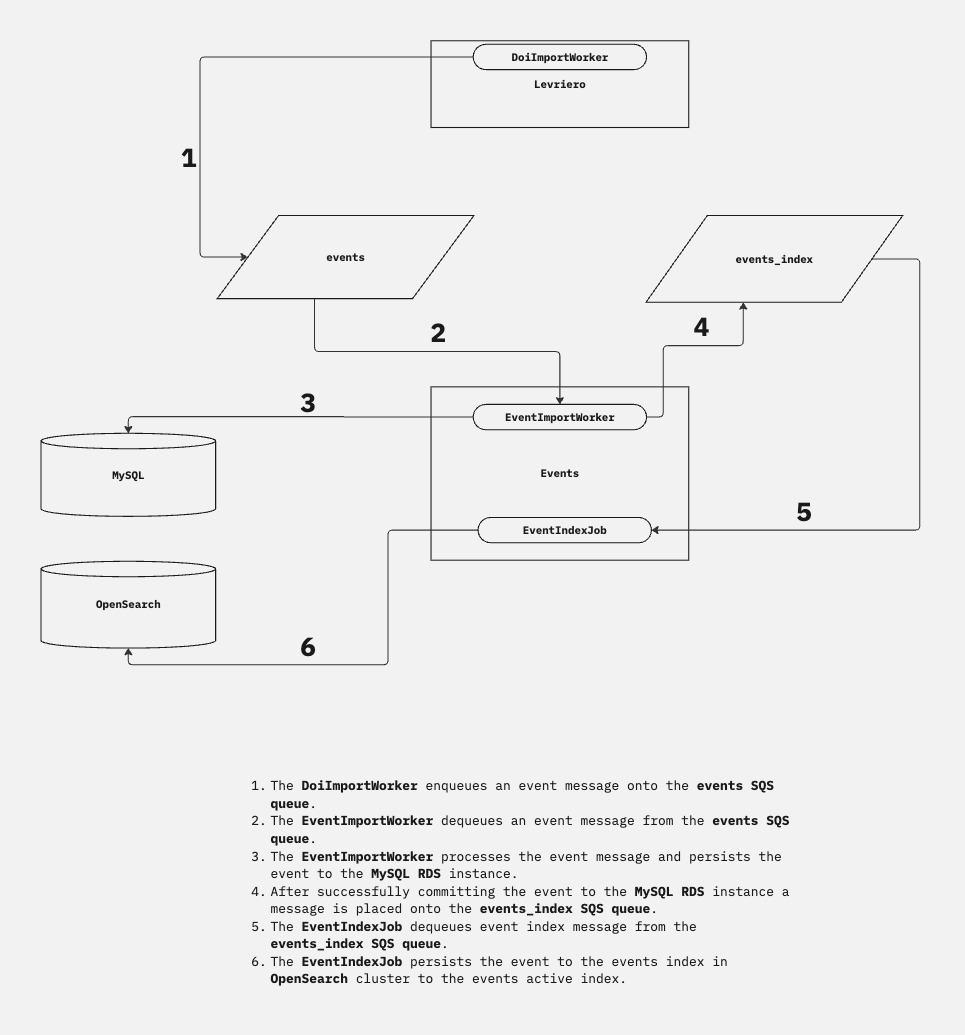 DoiImportWorker
Levriero
1
events
events_index
2
4
3
EventImportWorker
MySQL
Events
5
EventIndexJob
OpenSearch
6
1. The DoiImportWorker enqueues an event message onto the events SQS
queue.
2. The EventImportWorker dequeues an event message from the events SQS
queue.
3. The EventImportWorker processes the event message and persists the
event to the MySQL RDS instance.
4. After successfully committing the event to the MySQL RDS instance a
message is placed onto the events_index SQS queue.
5. The EventIndexJob dequeues event index message from the
events_index SQS queue.
6. The EventIndexJob persists the event to the events index in
OpenSearch cluster to the events active index.